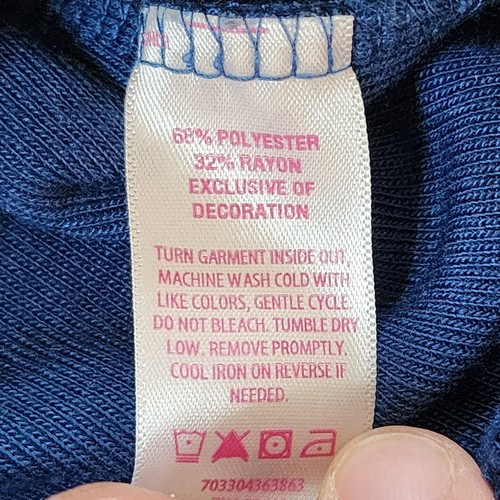 68% POLYESTER
32% RAYON
EXCLUSIVE OF
DECORATION
TURN GARMENT INSIDE OUT,
MACHINE WASH COLD WITH
LIKE COLORS, GENTLE CYCLE.
DO NOT BLEACH. TUMBLE DRY
LOW. REMOVE PROMPTLY.
COOL IRON ON REVERSE IF
NEEDED.
703304363863